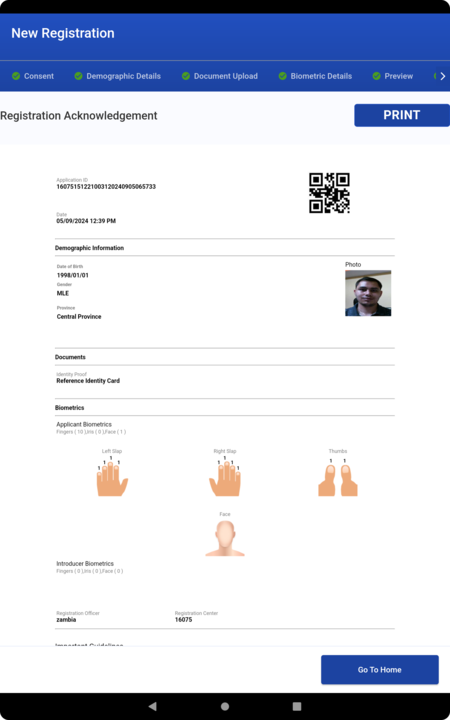 New Registration
Consent Demographic Details Document Upload Biometric Details Preview
Registration Acknowledgement
PRINT
Application ID
16075151221003120240905065733
Date
05/09/2024 12:39 PM
Demographic Information
Date of Birth
1998/01/01
Photo
Gender
MLE
Province
Central Province
Documents
Identity Proof
Reference Identity Card
Biometrics
Applicant Biometrics
Fingers ( 10 ),Iris ( 0 ),Face ( 1 )
Left Slap Right Slap Thumbs
1 1 1 1 1 1 1 1 1 1
Face
Introducer Biometrics
Fingers ( 0 ),Iris ( 0 ),Face ( 0 )
Registration Officer Registration Center
zambia 16075
Important Guidelines
Go To Home